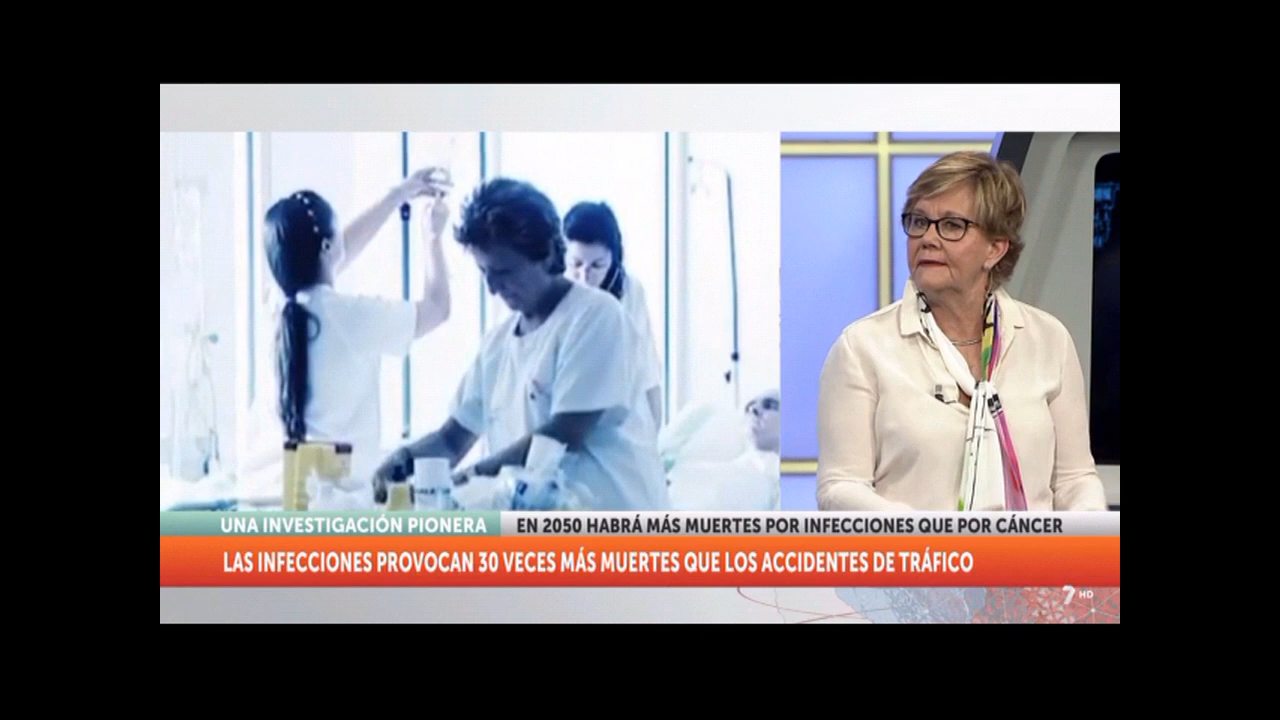 UNA INVESTIGACIÓN PIONERA
EN 2050 HABRÁ MÁS MUERTES POR INFECCIONES QUE POR CÁNCER
LAS INFECCIONES PROVOCAN 30 VECES MÁS MUERTES QUE LOS ACCIDENTES DE TRÁFICO
7 HD